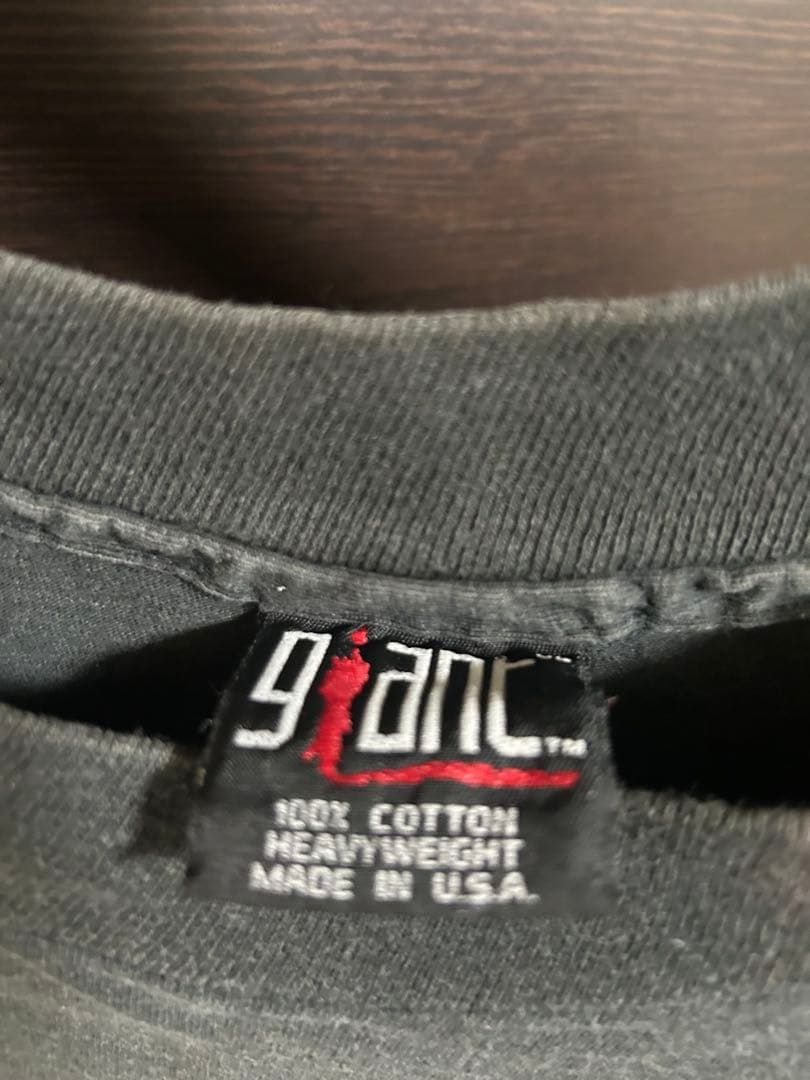 giant™
100% COTTON
HEAVYWEIGHT
MADE IN U.S.A.